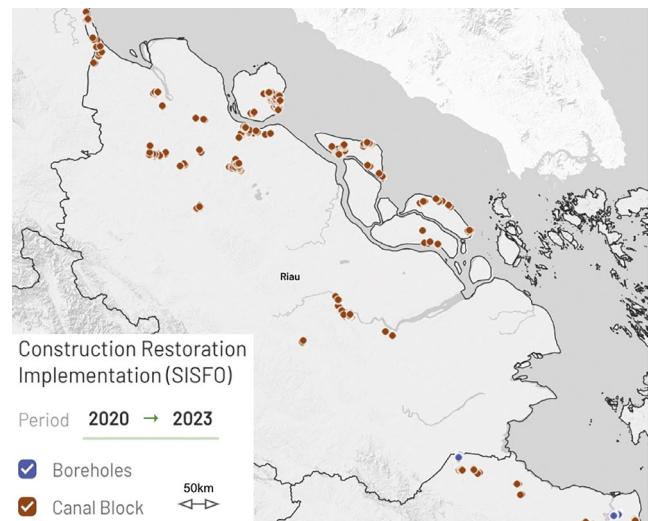 Riau
Construction Restoration
Implementation (SISFO)
Period 2020 → 2023
Boreholes
50km
Canal Block